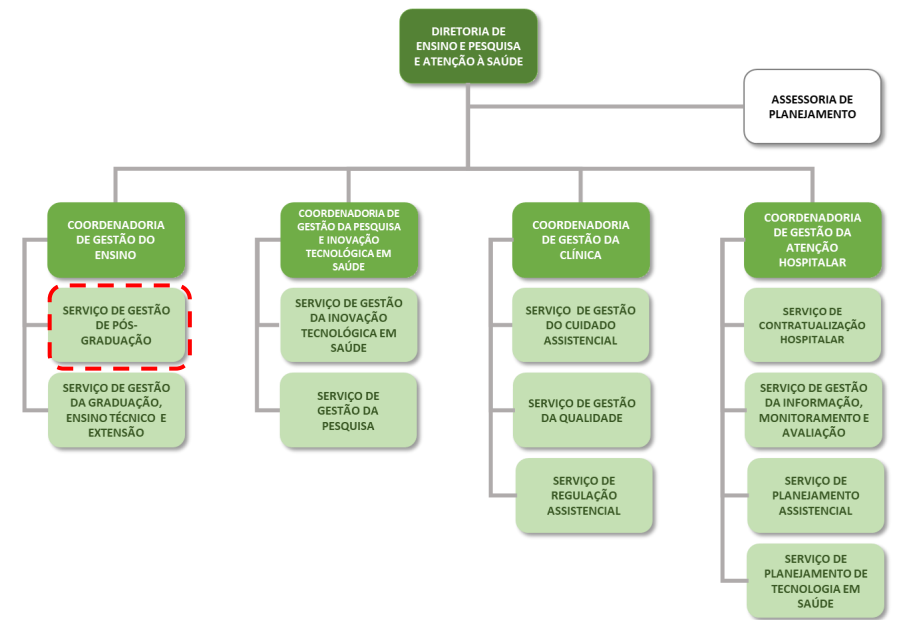 DIRETORIA DE
ENSINO E PESQUISA
E ATENÇÃO À SAÚDE
ASSESSORIA DE
PLANEJAMENTO
COORDENADORIA
DE GESTÃO DO
ENSINO
SERVIÇO DE GESTÃO
DE PÓS-
GRADUAÇÃO
SERVIÇO DE GESTÃO
DA GRADUAÇÃO,
ENSINO TÉCNICO E
EXTENSÃO
COORDENADORIA DE
GESTÃO DA PESQUISA
E INOVAÇÃO
TECNOLÓGICA EM
SAÚDE
SERVIÇO DE GESTÃO
DA INOVAÇÃO
TECNOLÓGICA EM
SAÚDE
SERVIÇO DE
GESTÃO DA
PESQUISA
COORDENADORIA
DE GESTÃO DA
CLÍNICA
SERVIÇO DE GESTÃO
DO CUIDADO
ASSISTENCIAL
SERVIÇO DE GESTÃO
DA QUALIDADE
SERVIÇO DE
REGULAÇÃO
ASSISTENCIAL
COORDENADORIA
DE GESTÃO DA
ATENÇÃO
HOSPITALAR
SERVIÇO DE
CONTRATUALIZAÇÃO
HOSPITALAR
SERVIÇO DE GESTÃO
DA INFORMAÇÃO,
MONITORAMENTO E
AVALIAÇÃO
SERVIÇO DE
PLANEJAMENTO
ASSISTENCIAL
SERVIÇO DE
PLANEJAMENTO DE
TECNOLOGIA EM
SAÚDE